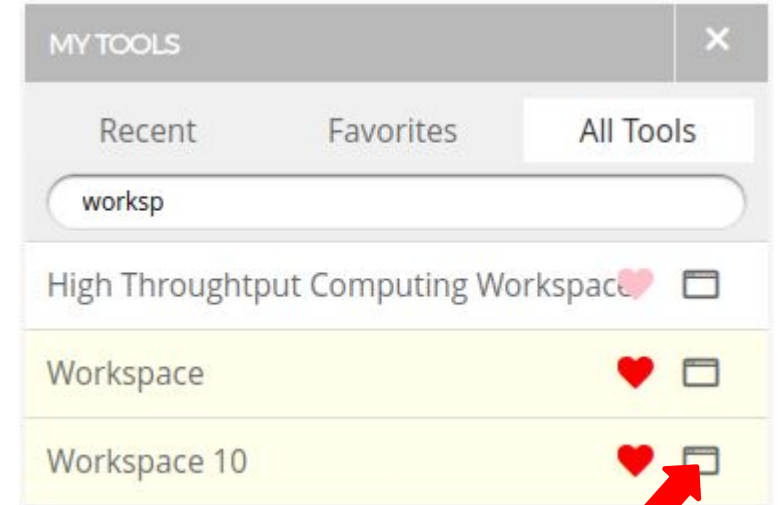 MY TOOLS
Recent Favorites All Tools
worksp
High Throughtput Computing Workspace
Workspace
Workspace 10